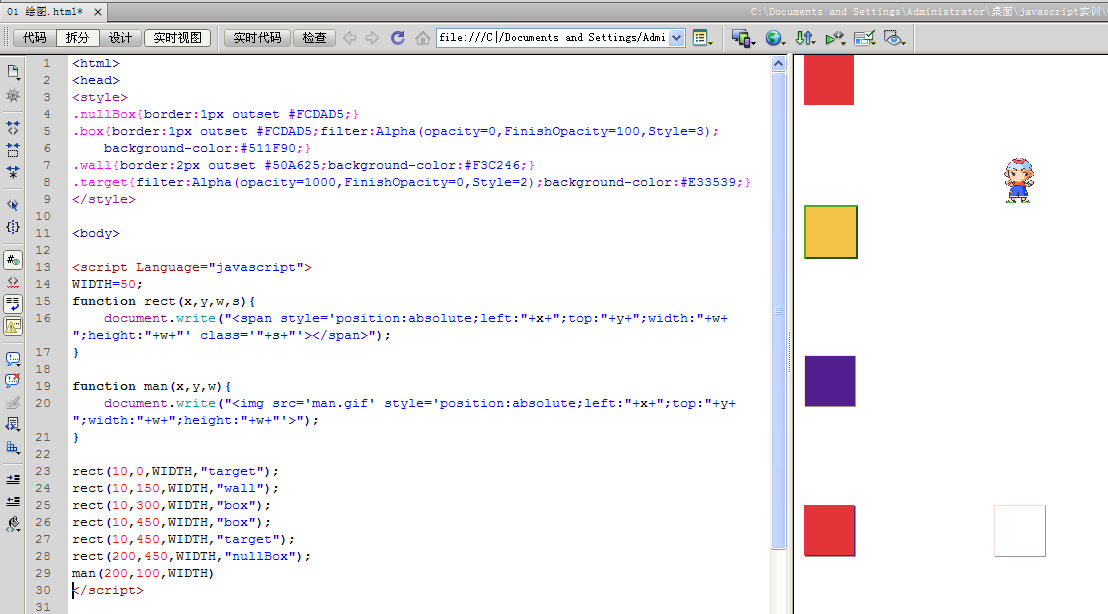 01 绘图.html* ×
C:\Documents and Settings\Administrator\桌面\javascript实训\
代码 拆分 设计 实时视图 实时代码 检查 file:///C|/Documents and Settings/Admi
1 <html>
2 <head>
3 <style>
4 .nullBox{border:1px outset #FCDAD5;}
5 .box{border:1px outset #FCDAD5;filter:Alpha(opacity=0,FinishOpacity=100,Style=3);
6 background-color:#511F90;}
7 .wall{border:2px outset #50A625;background-color:#F3C246;}
8 .target{filter:Alpha(opacity=1000,FinishOpacity=0,Style=2);background-color:#E33539;}
9 </style>
10
11 <body>
12
13 <script Language="javascript">
14 WIDTH=50;
15 function rect(x,y,w,s){
16 document.write("<span style='position:absolute;left:"+x+";top:"+y+";width:"+w+
";height:"+w+"' class='"+s+"'></span>");
17 }
18
19 function man(x,y,w){
20 document.write("<img src='man.gif' style='position:absolute;left:"+x+";top:"+y+
";width:"+w+";height:"+w+"'>");
21 }
22
23 rect(10,0,WIDTH,"target");
24 rect(10,150,WIDTH,"wall");
25 rect(10,300,WIDTH,"box");
26 rect(10,450,WIDTH,"box");
27 rect(10,450,WIDTH,"target");
28 rect(200,450,WIDTH,"nullBox");
29 man(200,100,WIDTH)
30 </script>
31